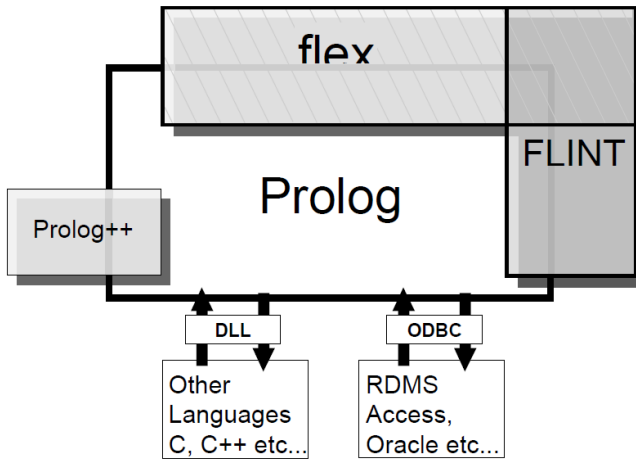 flex
FLINT
Prolog
Prolog++
DLL
ODBC
Other
Languages
C, C++ etc...
RDMS
Access,
Oracle etc...